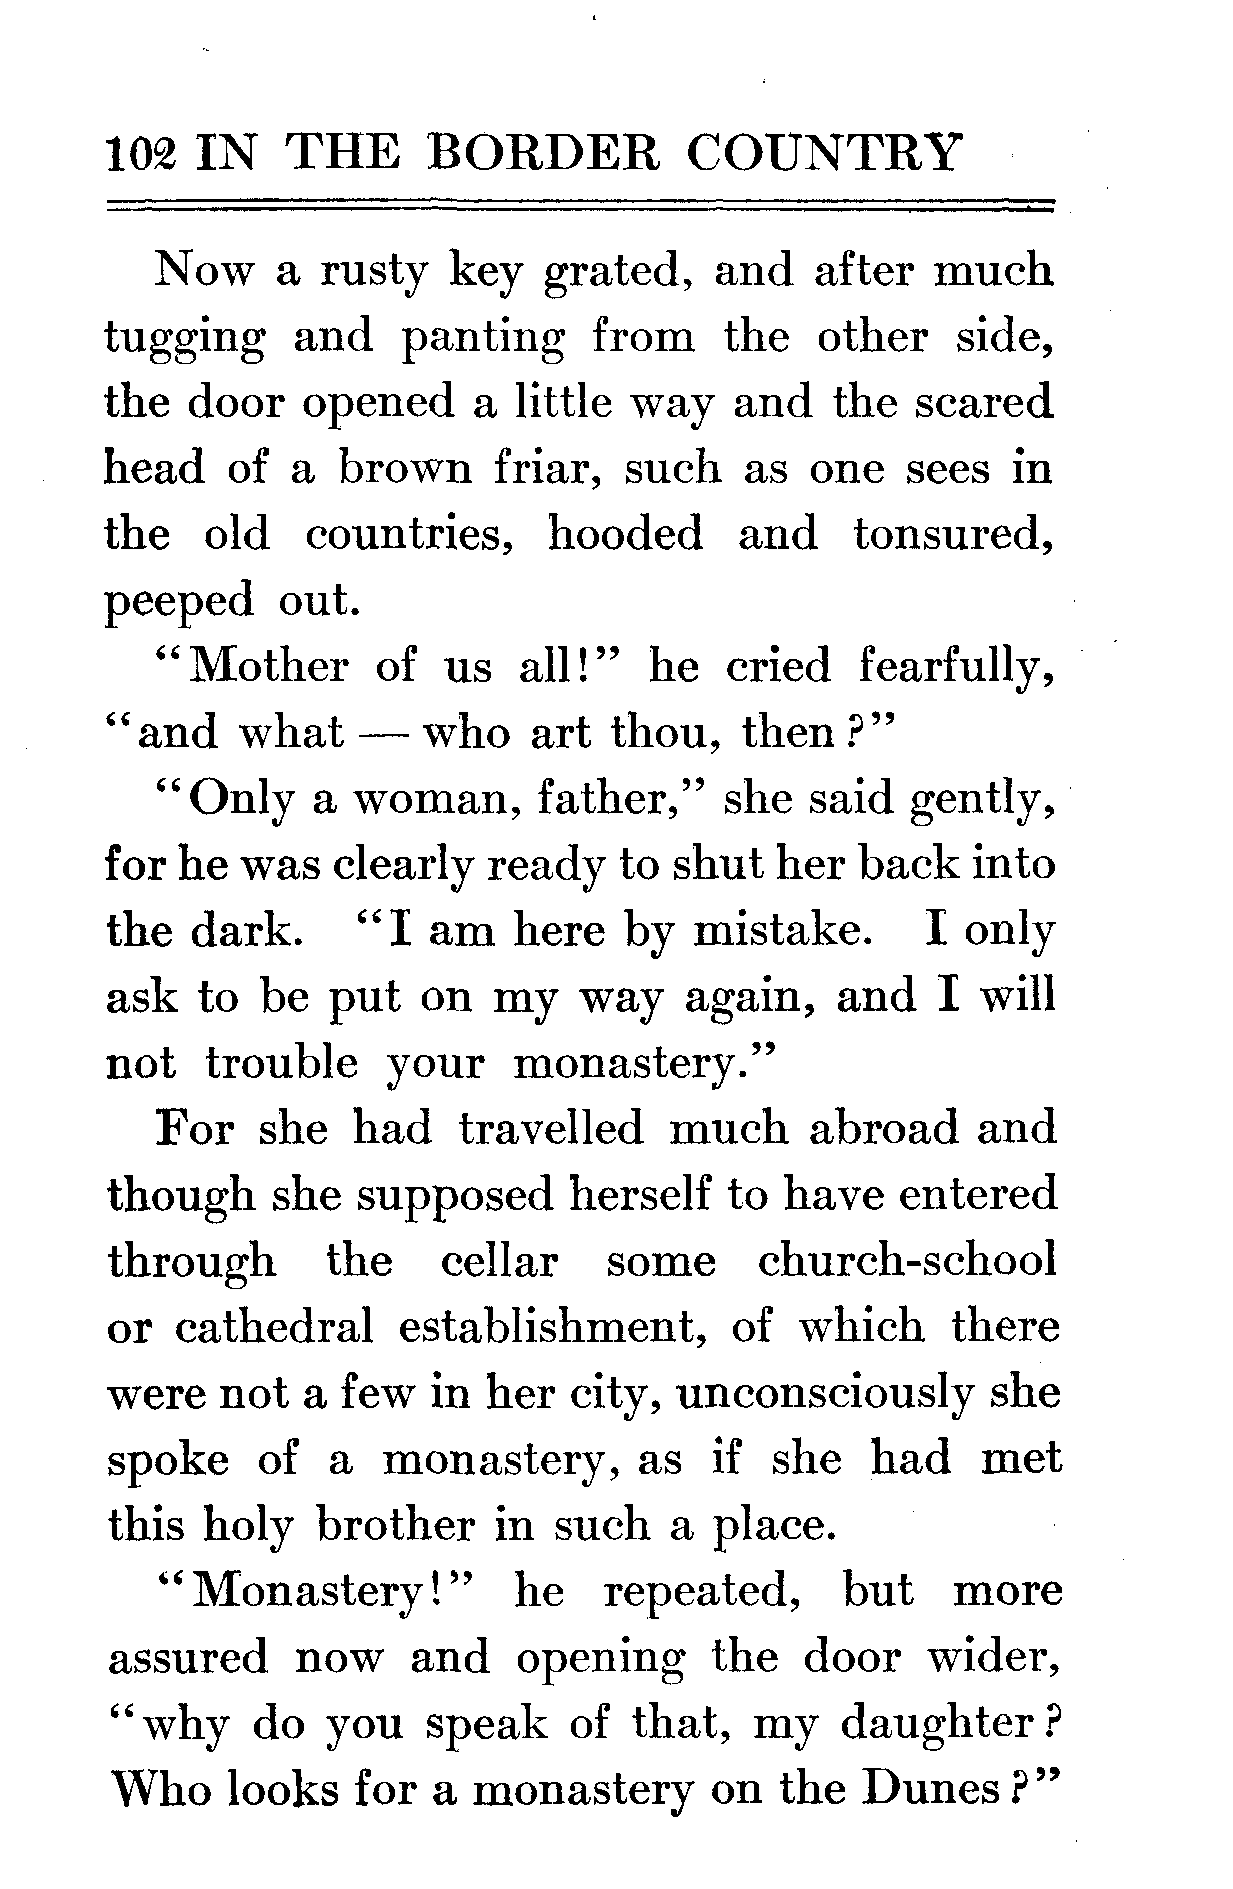 102 IN THE BORDER COUNTRY
Now a rusty key grated, and after much
tugging and panting from the other side,
the door opened a little way and the scared
head of a brown friar, such as one sees in
the old countries, hooded and tonsured,
peeped out.
“Mother of us all!” he cried fearfully,
“and what — who art thou, then?”
“Only a woman, father,” she said gently,
for he was clearly ready to shut her back into
the dark. “I am here by mistake. I only
ask to be put on my way again, and I will
not trouble your monastery.”
For she had travelled much abroad and
though she supposed herself to have entered
through the cellar some church-school
or cathedral establishment, of which there
were not a few in her city, unconsciously she
spoke of a monastery, as if she had met
this holy brother in such a place.
“Monastery!” he repeated, but more
assured now and opening the door wider,
“why do you speak of that, my daughter?
Who looks for a monastery on the Dunes?”